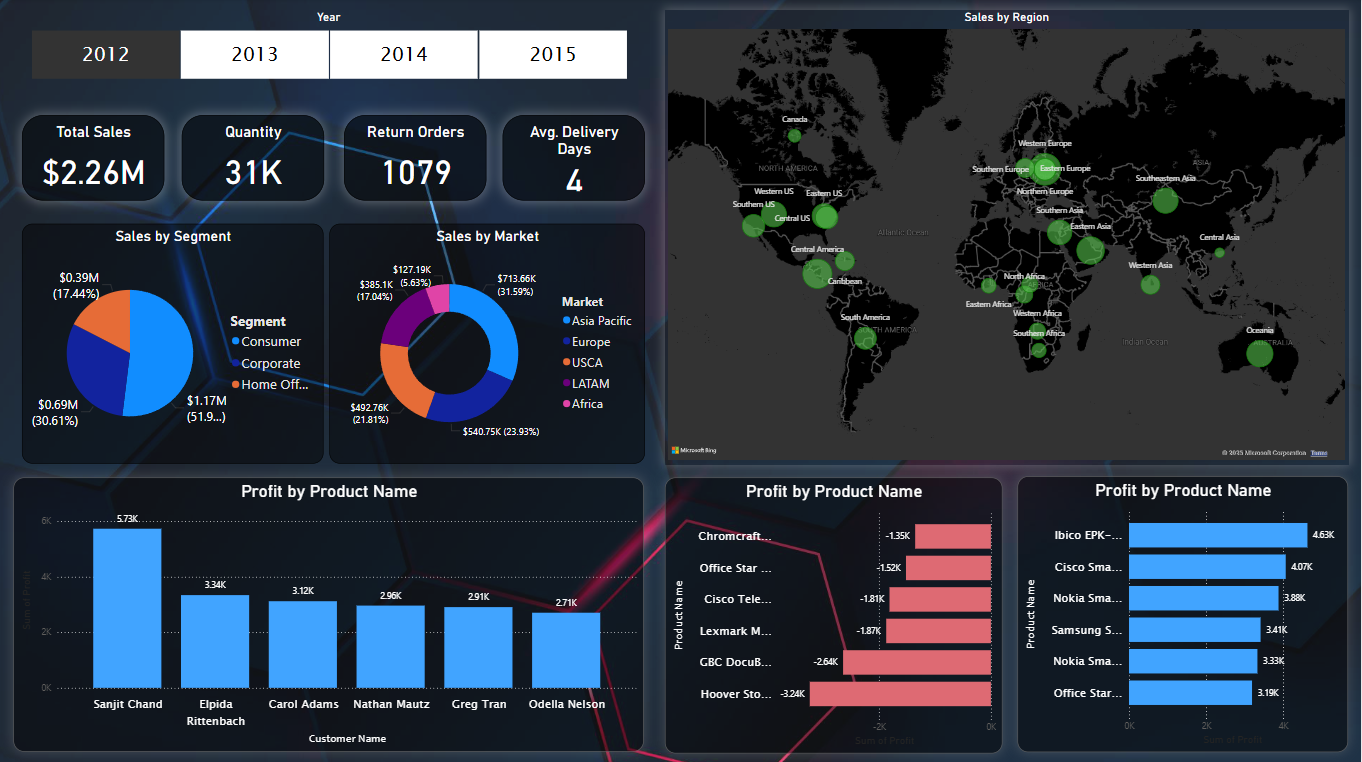 Year
2012
2013
2014
2015
Total Sales
$2.26M
Quantity
31K
Return Orders
1079
Avg. Delivery
Days
4
Sales by Segment
$0.39M
(17.44%)
$0.69M
(30.61%)
$1.17M
(51.9...)
Segment
Consumer
Corporate
Home Off...
Sales by Market
$127.19K
(5.63%)
$713.66K
(31.59%)
$385.1K
(17.04%)
$492.76K
(21.81%)
$540.75K (23.93%)
Market
Asia Pacific
Europe
USCA
LATAM
Africa
Sales by Region
Canada
NORTH AMERICA
Western US
Eastern US
Southern US
Central US
Central America
Caribbean
South America
SOUTH AMERICA
Atlantic Ocean
Western Europe
Southern Europe
Eastern Europe
Northern Europe
ASIA
Southeastern Asia
Southern Asia
Eastern Asia
Central Asia
Western Asia
North Africa
AFRICA
Eastern Africa
Western Africa
Southern Africa
Indian Ocean
Oceania
AUSTRALIA
Microsoft Bing
© 2025 Microsoft Corporation Terms
Profit by Product Name
Sum of Profit
6K
4K
2K
0K
5.73K
3.34K
3.12K
2.96K
2.91K
2.71K
Sanjit Chand
Elpida
Rittenbach
Carol Adams
Nathan Mautz
Greg Tran
Odella Nelson
Customer Name
Profit by Product Name
Product Name
Chromcraft... -1.35K
Office Star ... -1.52K
Cisco Tele... -1.81K
Lexmark M... -1.87K
GBC DocuB... -2.64K
Hoover Sto... -3.24K
-2K
0K
Sum of Profit
Profit by Product Name
Product Name
Ibico EPK-... 4.63K
Cisco Sma... 4.07K
Nokia Sma... 3.88K
Samsung S... 3.41K
Nokia Sma... 3.33K
Office Star... 3.19K
0K
2K
4K
Sum of Profit